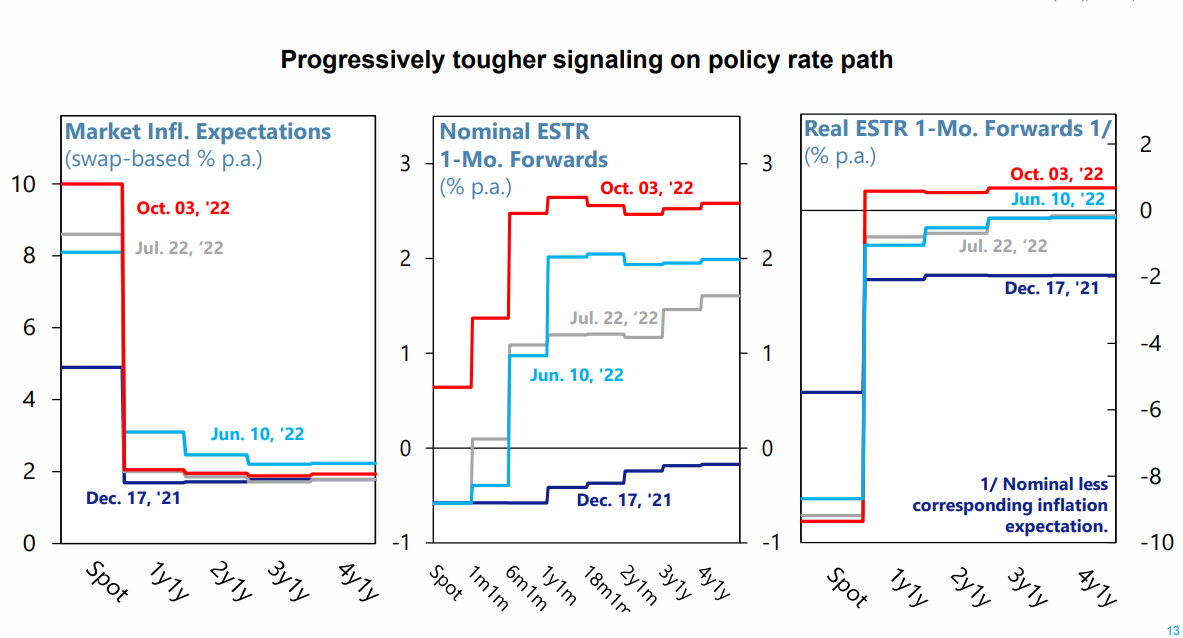 Progressively tougher signaling on policy rate path
Market Infl. Expectations
(swap-based % p.a.)
10
8
6
4
2
0
Oct. 03, '22
Jul. 22, ‘22
Jun. 10, '22
Dec. 17, '21
Spot
1y1y
2y1y
3y1y
4y1y
Nominal ESTR
1-Mo. Forwards
(% p.a.)
3
2
1
0
-1
3
2
1
0
-1
Oct. 03, '22
Jul. 22, ‘22
Jun. 10, '22
Dec. 17, '21
Spot
1m1m
6m1m
1y1m
18m1m
2y1m
3y1y
4y1y
Real ESTR 1-Mo. Forwards 1/
(% p.a.)
2
0
-2
-4
-6
-8
-10
Oct. 03, '22
Jun. 10, '22
Jul. 22, ‘22
Dec. 17, '21
1/ Nominal less
corresponding inflation
expectation.
Spot
1y1y
2y1y
3y1y
4y1y
13